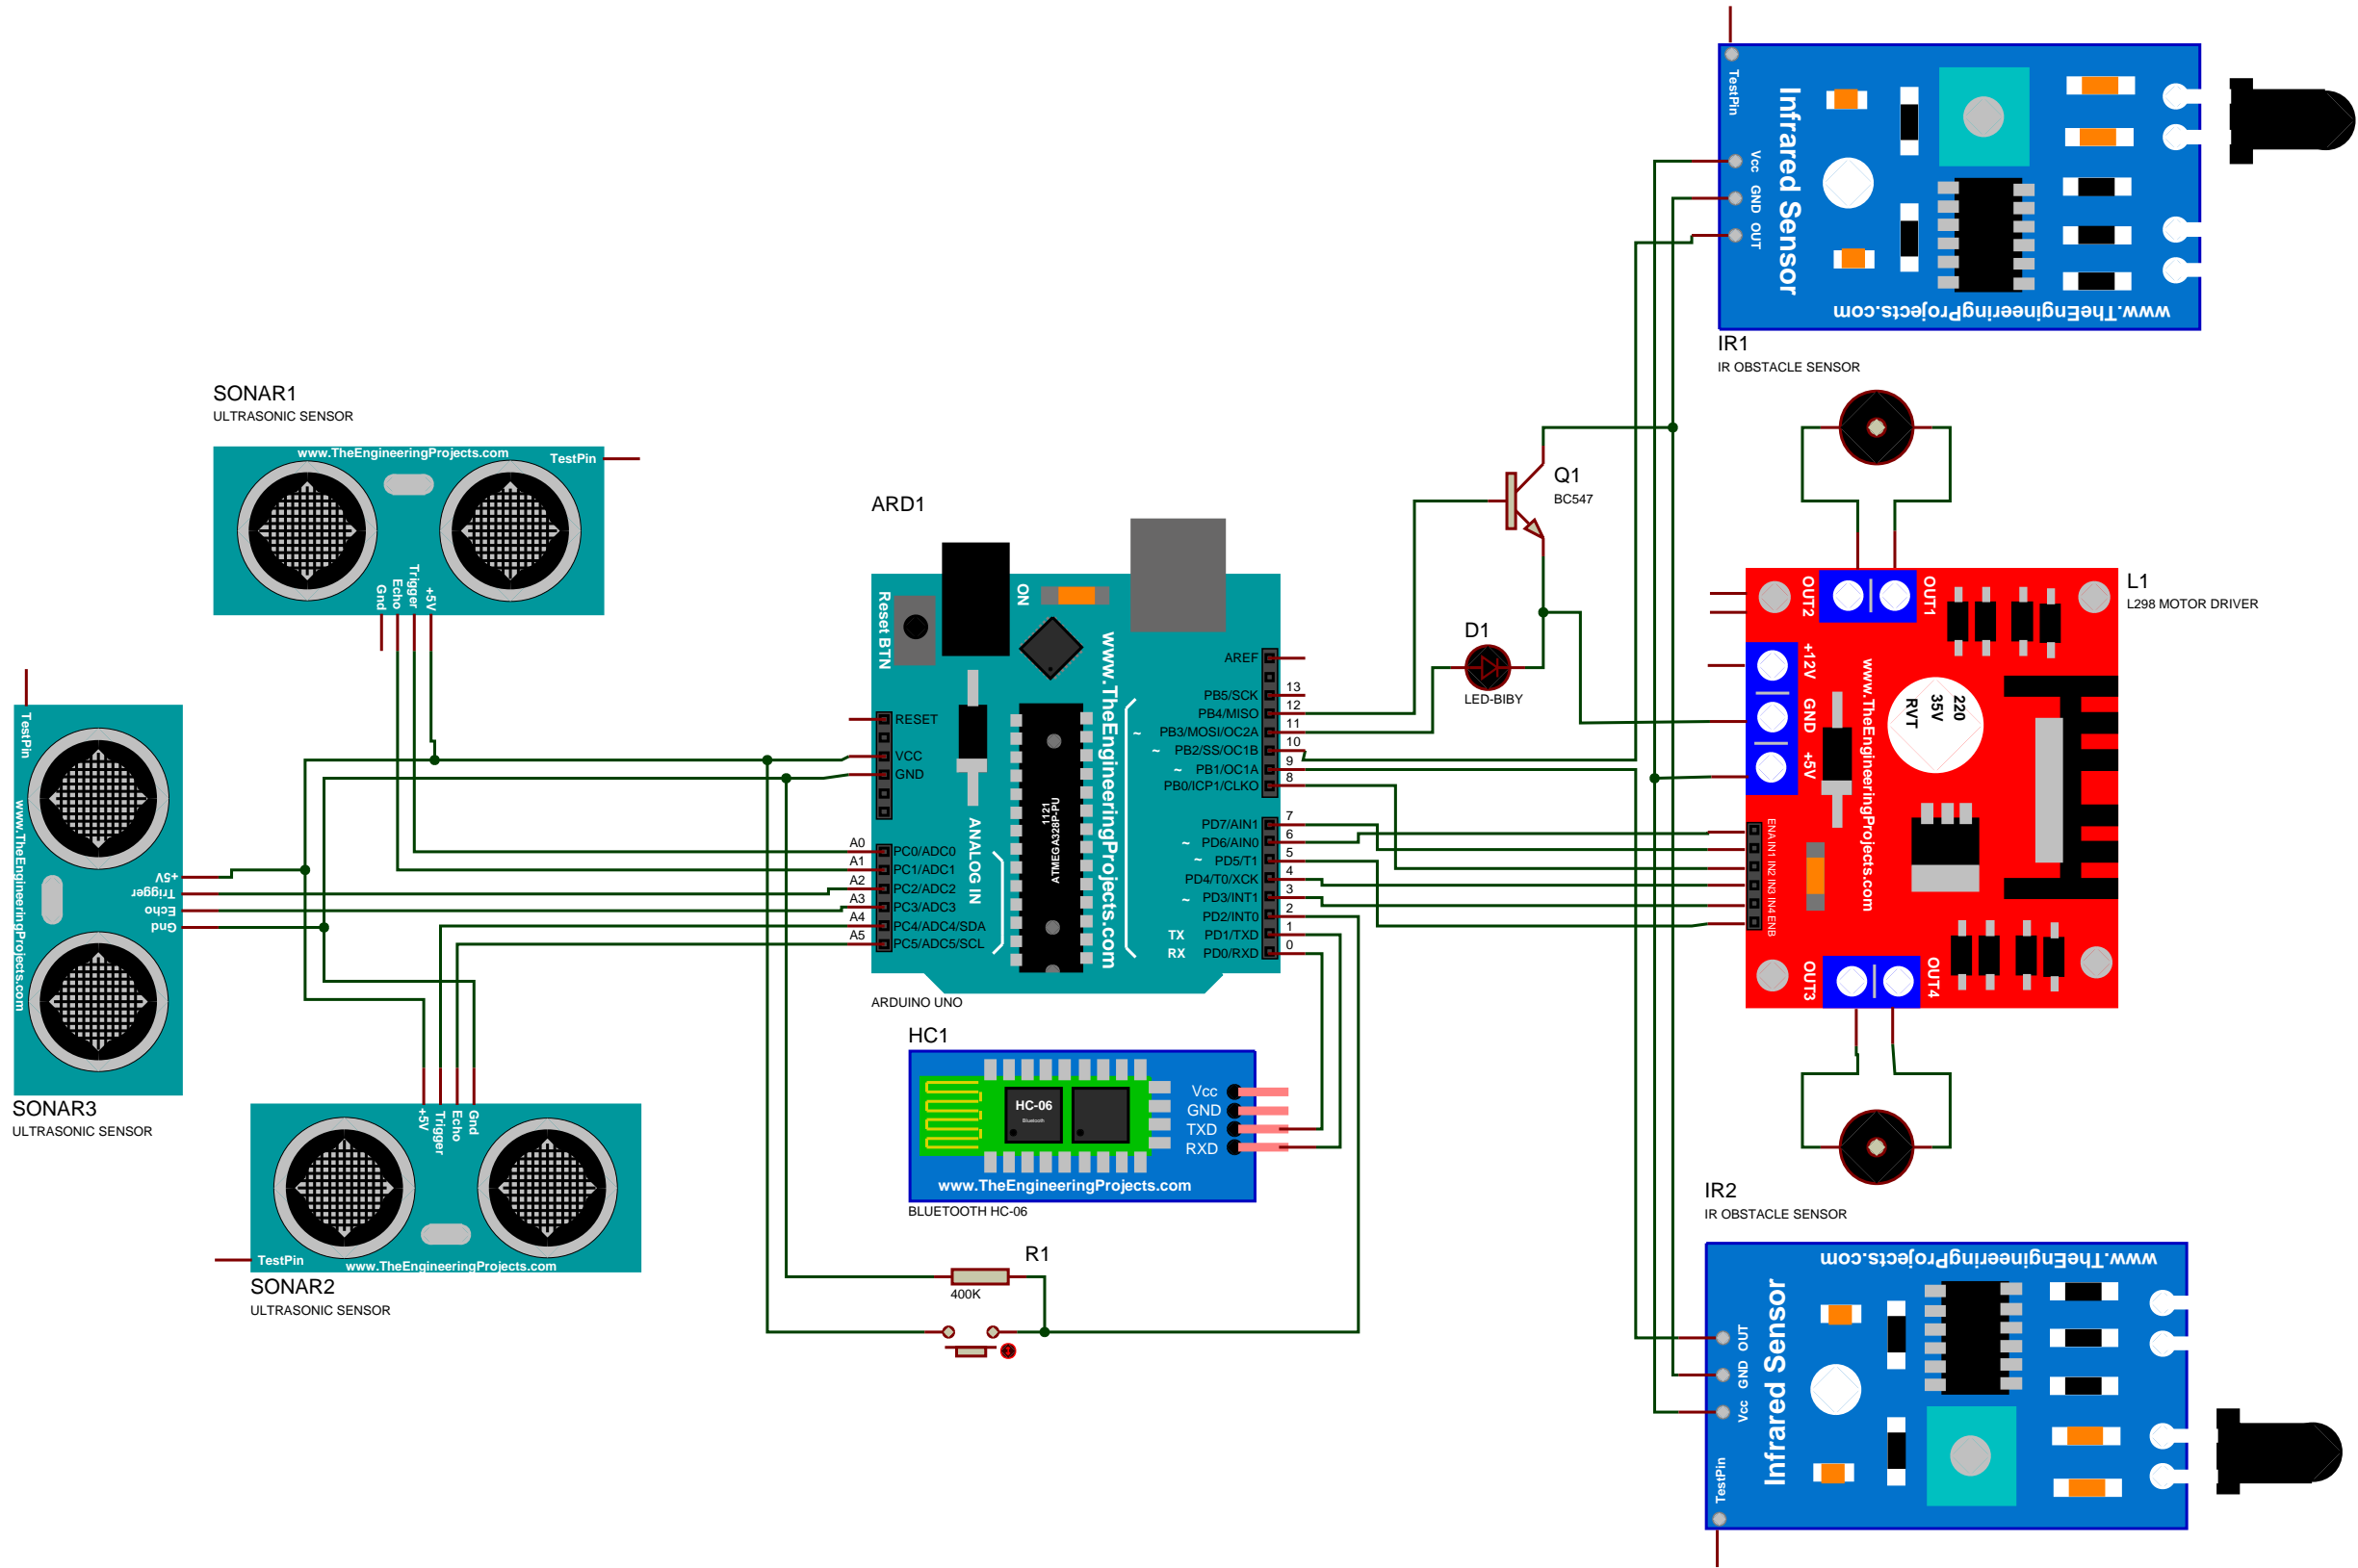 TestPin
Infrared Sensor
Vcc
GND
OUT
www.TheEngineeringProjects.com
IR1
IR OBSTACLE SENSOR
SONAR1
ULTRASONIC SENSOR
www.TheEngineeringProjects.com
TestPin
Gnd
Echo
Trigger
+5V
TestPin
www.TheEngineeringProjects.com
+5V
Trigger
Echo
Gnd
SONAR3
ULTRASONIC SENSOR
+5V
Trigger
Echo
Gnd
TestPin
www.TheEngineeringProjects.com
SONAR2
ULTRASONIC SENSOR
ARD1
Reset BTN
ON
www.TheEngineeringProjects.com
RESET
VCC
GND
A0 PC0/ADC0
A1 PC1/ADC1
A2 PC2/ADC2
A3 PC3/ADC3
A4 PC4/ADC4/SDA
A5 PC5/ADC5/SCL
ANALOG IN
1121
ATMEGA328P-PU
AREF
PB5/SCK 13
PB4/MISO 12
~ PB3/MOSI/OC2A 11
~ PB2/SS/OC1B 10
~ PB1/OC1A 9
PB0/ICP1/CLKO 8
PD7/AIN1 7
~ PD6/AIN0 6
~ PD5/T1 5
PD4/T0/XCK 4
~ PD3/INT1 3
PD2/INT0 2
TX PD1/TXD 1
RX PD0/RXD 0
ARDUINO UNO
HC1
HC-06
Bluetooth
Vcc
GND
TXD
RXD
www.TheEngineeringProjects.com
BLUETOOTH HC-06
R1
400K
Q1
BC547
D1
LED-BIBY
L1
L298 MOTOR DRIVER
OUT2
OUT1
+12V
GND
+5V
www.TheEngineeringProjects.com
220
35V
RVT
ENA IN1 IN2 IN3 IN4 ENB
OUT3
OUT4
IR2
IR OBSTACLE SENSOR
www.TheEngineeringProjects.com
Infrared Sensor
OUT
GND
Vcc
TestPin